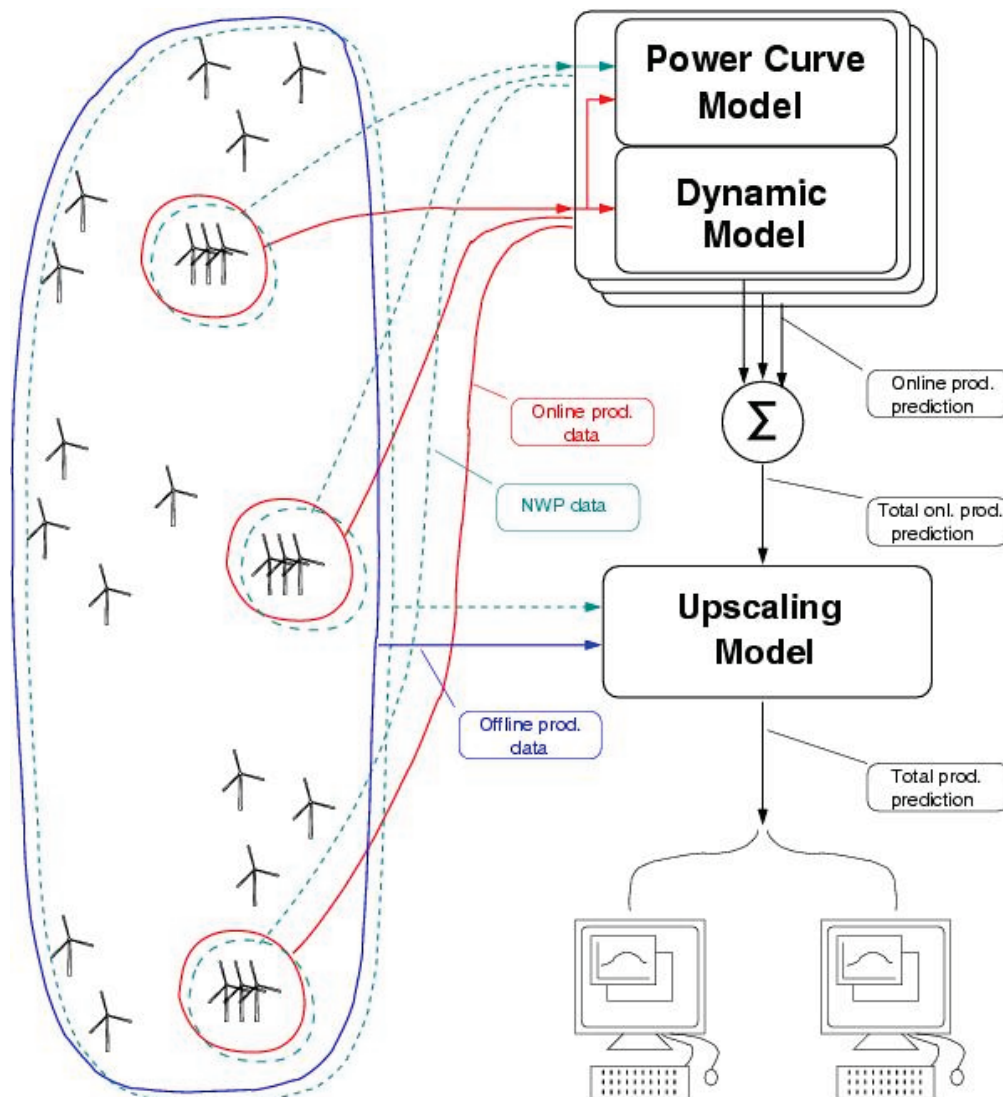 Power Curve
Model
Dynamic
Model
Online prod.
prediction
Σ
Online prod.
data
NWP data
Total onl. prod.
prediction
Upscaling
Model
Offline prod.
data
Total prod.
prediction